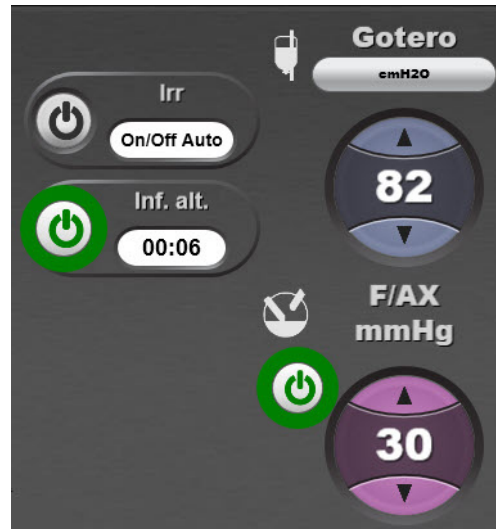 Gotero
cmH2O
Irr
On/Off Auto
82
Inf. alt.
00:06
F/AX
mmHg
30